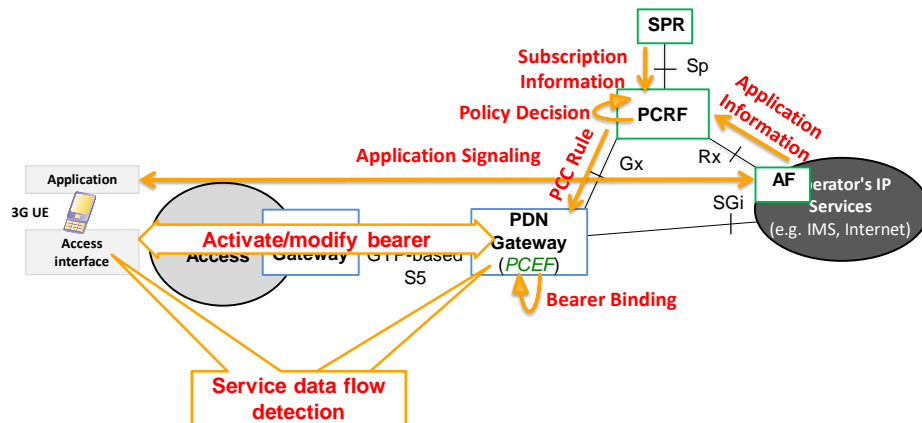 SPR
Subscription
Information
Sp
Application
Information
Policy Decision
PCRF
PCC Rule
Gx
Rx
Application Signaling
Application
3G UE
Access
interface
AF
perator's IP
Services
(e.g. IMS, Internet)
SGi
PDN
Gateway
(PCEF)
Activate/modify bearer
Access
Gateway
GTP-based
S5
Bearer Binding
Service data flow
detection